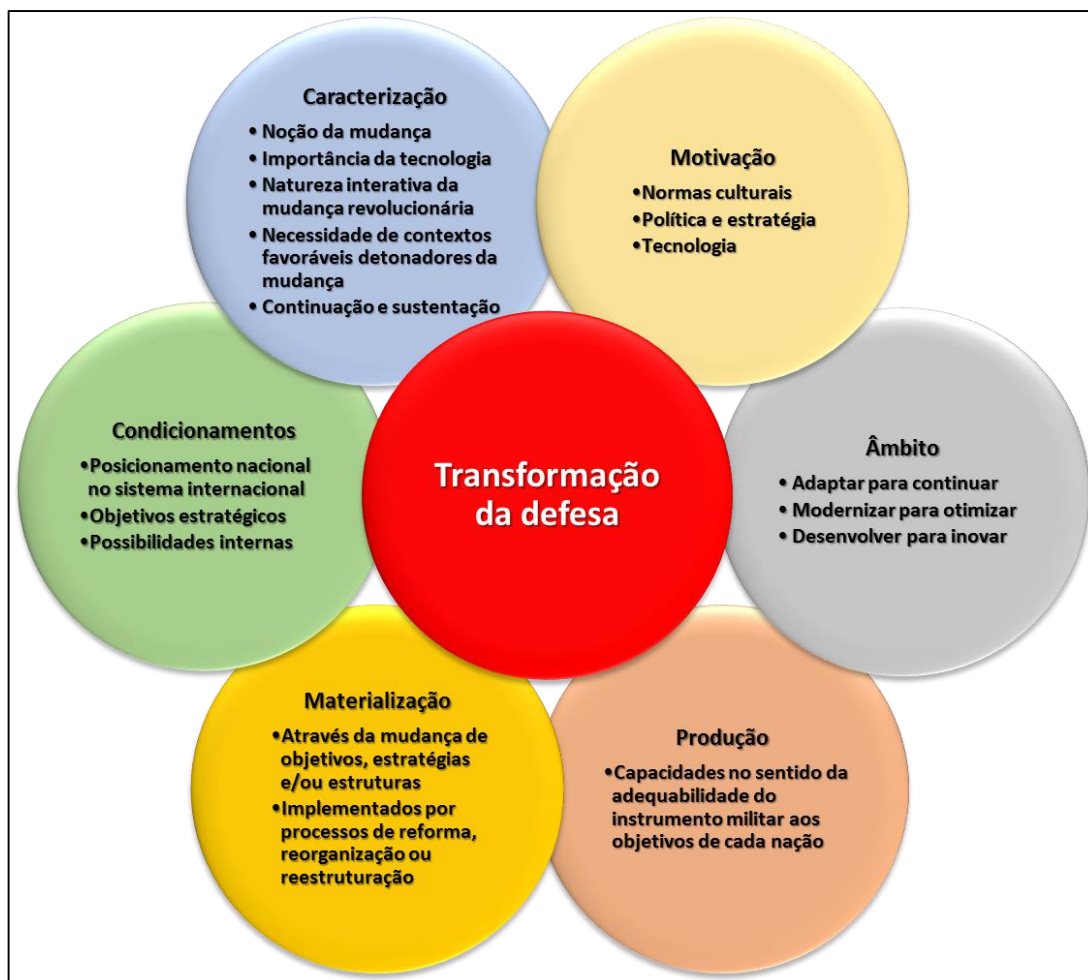 Caracterização
• Noção da mudança
• Importância da tecnologia
• Natureza interativa da
mudança revolucionária
• Necessidade de contextos
favoráveis detonadores da
mudança
• Continuação e sustentação
Motivação
•Normas culturais
•Política e estratégia
•Tecnologia
Condicionamentos
•Posicionamento nacional
no sistema internacional
•Objetivos estratégicos
•Possibilidades internas
Transformação
da defesa
Âmbito
• Adaptar para continuar
• Modernizar para otimizar
• Desenvolver para inovar
Materialização
•Através da mudança de
objetivos, estratégias
e/ou estruturas
•Implementados por
processos de reforma,
reorganização ou
reestruturação
Produção
•Capacidades no sentido da
adequabilidade do
instrumento militar aos
objetivos de cada nação